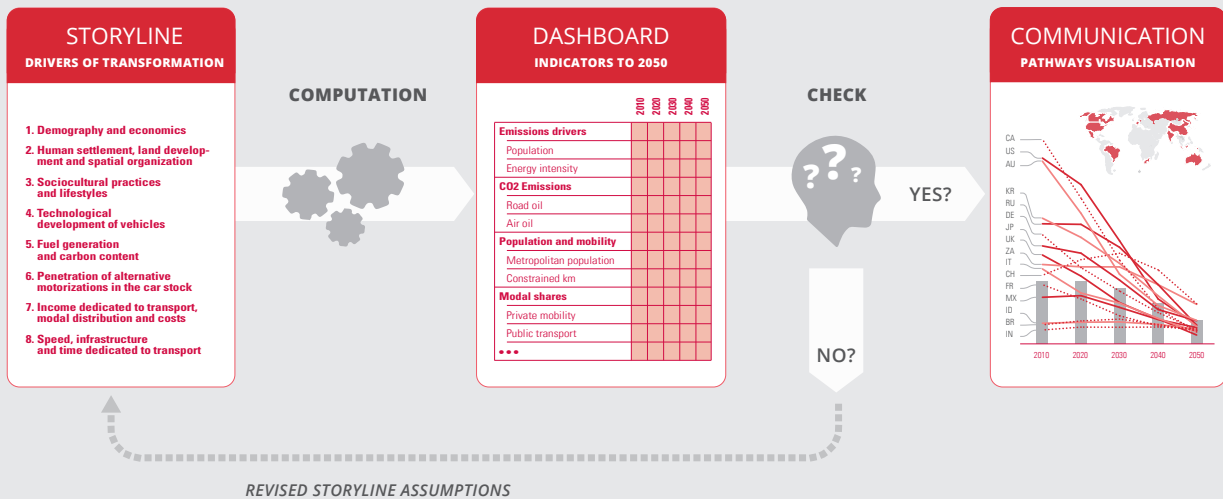 STORYLINE
DRIVERS OF TRANSFORMATION
1. Demography and economics
2. Human settlement, land develop-
ment and spatial organization
3. Sociocultural practices
and lifestyles
4. Technological
development of vehicles
5. Fuel generation
and carbon content
6. Penetration of alternative
motorizations in the car stock
7. Income dedicated to transport,
modal distribution and costs
8. Speed, infrastructure
and time dedicated to transport
COMPUTATION
DASHBOARD
INDICATORS TO 2050
2010
2020
2030
2040
2050
Emissions drivers
Population
Energy intensity
CO2 Emissions
Road oil
Air oil
Population and mobility
Metropolitan population
Constrained km
Modal shares
Private mobility
Public transport
•••
CHECK
? ? ?
YES?
NO?
COMMUNICATION
PATHWAYS VISUALISATION
CA
US
AU
KR
RU
DE
JP
UK
ZA
IT
CH
FR
MX
ID
BR
IN
2010 2020 2030 2040 2050
REVISED STORYLINE ASSUMPTIONS